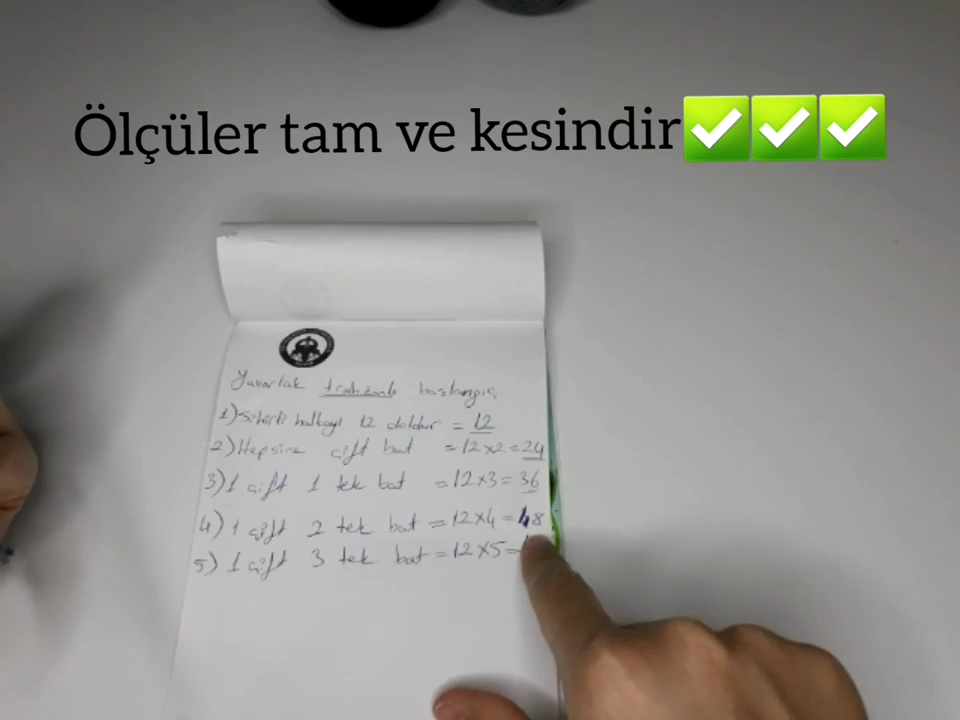 Ölçüler tam ve kesindir✅✅✅
Yuvarlak trabzanlı başlangıç
1) Sihirli halkayı 12 doldur = 12
2) Hepsine çift bat = 12x2 = 24
3) 1 çift 1 tek bat = 12x3 = 36
4) 1 çift 2 tek bat = 12x4 = 48
5) 1 çift 3 tek bat = 12x5 =